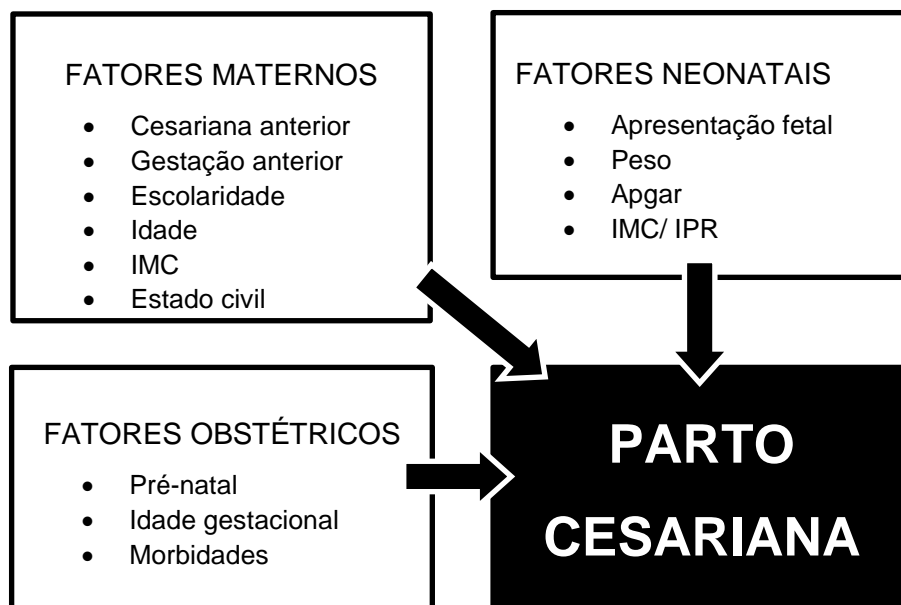 FATORES MATERNOS
• Cesariana anterior
• Gestação anterior
• Escolaridade
• Idade
• IMC
• Estado civil
FATORES NEONATAIS
• Apresentação fetal
• Peso
• Apgar
• IMC/ IPR
FATORES OBSTÉTRICOS
• Pré-natal
• Idade gestacional
• Morbidades
PARTO
CESARIANA